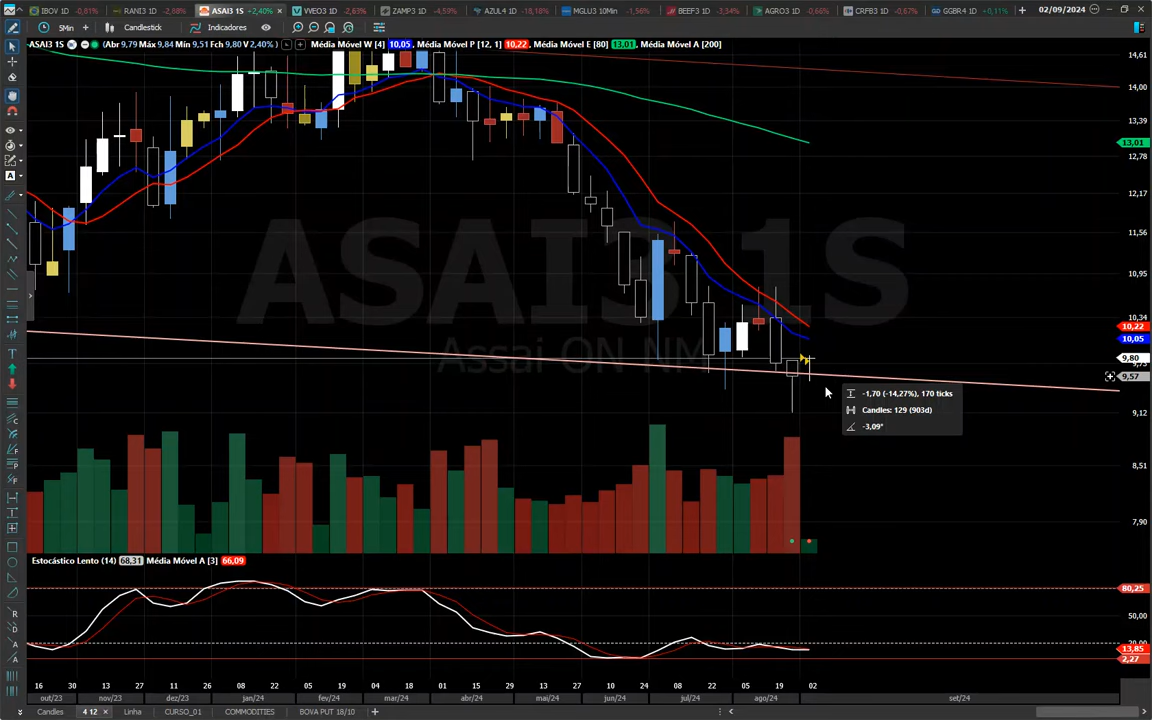 IBOV 1D -0,81% RANI3 1D -2,68% ASAI3 1S +2,40% VVEO3 3D -2,65% ZAMP3 1D -4,59% AZUL4 1D -18,18% MGLU3 10Min -1,56% BEEF3 1D -3,34% AGRO3 1D -0,66% CRFB3 1D -0,67% GGBR4 1D +0,11% 02/09/2024
5Min Candlestick Indicadores
ASAI3 1S (Abr 9,79 Máx 9,84 Mín 9,51 Fch 9,80 V 2,40%) Média Móvel W [4] 10,05, Média Móvel P [12, 1] 10,22, Média Móvel E [80] 13,01, Média Móvel A [200]
14,61
14,00
13,39
13,01
12,78
12,17
11,56
10,95
10,34
10,22
10,05
9,80
9,73
9,57
9,12
8,51
7,90
ASAI3 1S
Assai ON NM
-1,70 (-14,27%), 170 ticks
Candles: 129 (903d)
-3,09°
Estocástico Lento (14) 68,31 Média Móvel A [3] 66,09
80,25
50,00
20,00
13,85
2,27
16 30 13 27 11 26 08 22 05 19 04 18 01 15 29 13 27 10 24 08 22 05 19 02
out/23 nov/23 dez/23 jan/24 fev/24 mar/24 abr/24 mai/24 jun/24 jul/24 ago/24 set/24
Candles 4 12 Linha CURSO_01 COMMODITIES BOVA PUT 18/10